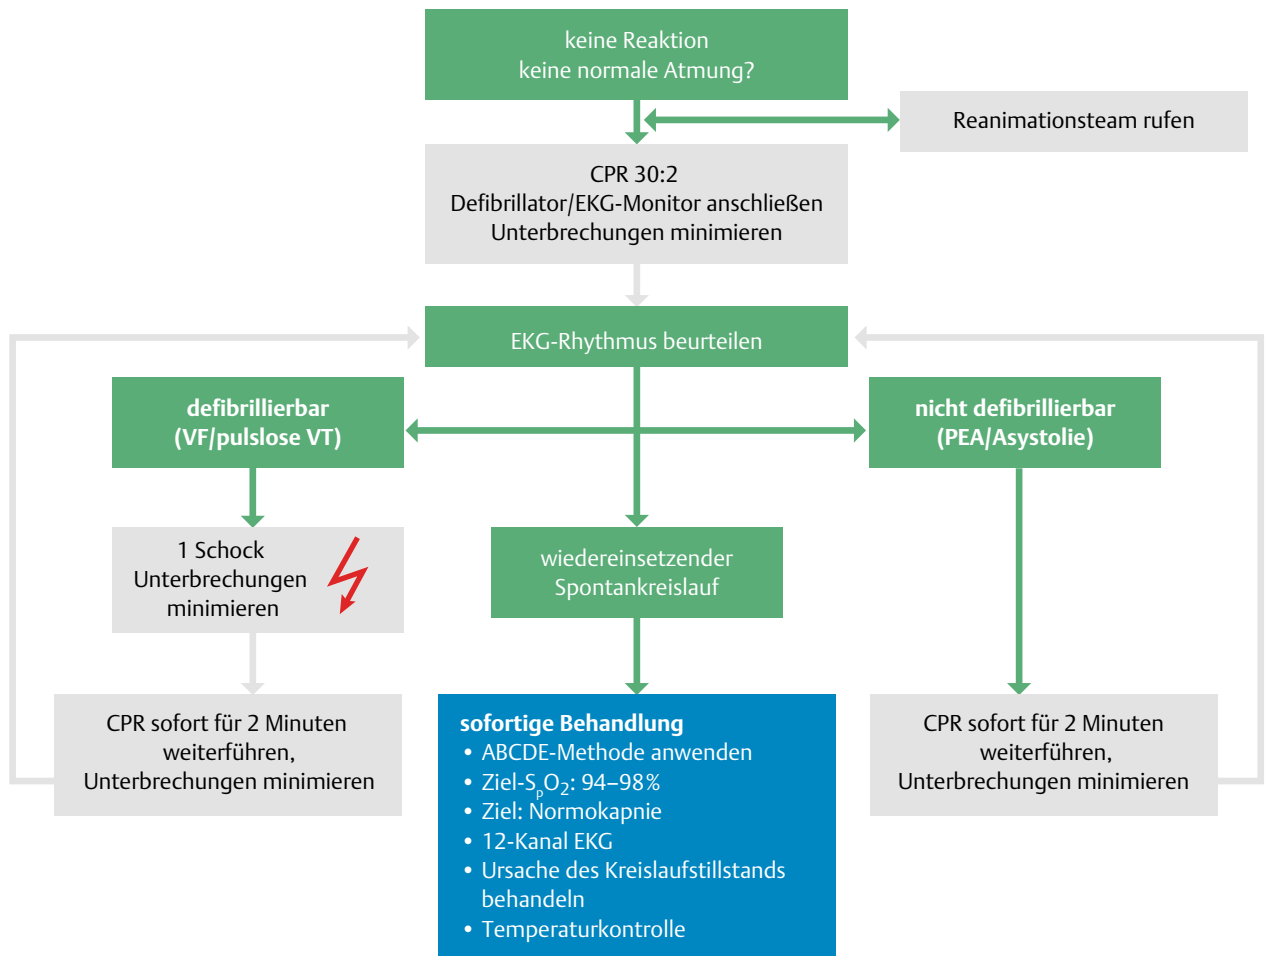 keine Reaktion
keine normale Atmung?
Reanimationsteam rufen
CPR 30:2
Defibrillator/EKG-Monitor anschließen
Unterbrechungen minimieren
EKG-Rhythmus beurteilen
defibrillierbar
(VF/pulslose VT)
nicht defibrillierbar
(PEA/Asystolie)
1 Schock
Unterbrechungen
minimieren
wiedereinsetzender
Spontankreislauf
CPR sofort für 2 Minuten
weiterführen,
Unterbrechungen minimieren
sofortige Behandlung
• ABCDE-Methode anwenden
• Ziel-SpO2: 94–98%
• Ziel: Normokapnie
• 12-Kanal EKG
• Ursache des Kreislaufstillstands
behandeln
• Temperaturkontrolle
CPR sofort für 2 Minuten
weiterführen,
Unterbrechungen minimieren